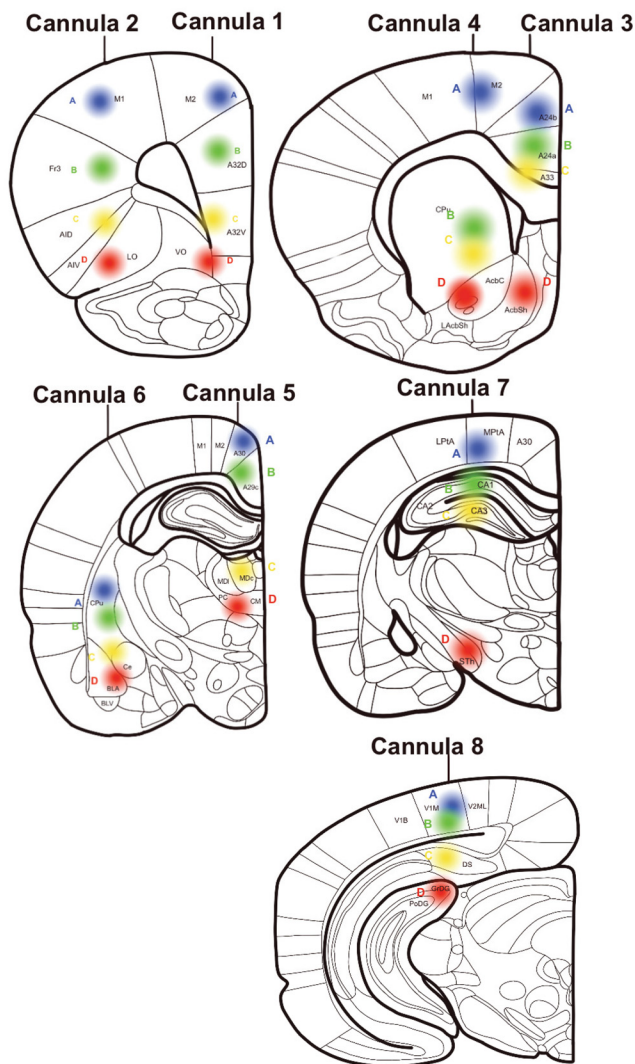 Cannula 2 Cannula 1
A M1 M2 A
B Fr3 B A32D
C AID C A32V
D AIV LO VO D
Cannula 4 Cannula 3
A M2
M1 A A24b
B A24a
C A33
CPu
B
C
D AcbC D
AcbSh
LAcbSh
Cannula 6 Cannula 5
M1 M2 A30 A
A29c B
MDl MDc C
PC CM D
A CPu
B
C Ce
D BLA
BLV
Cannula 7
LPtA MPtA A30
A
B CA1
CA2 C CA3
D
STh
Cannula 8
A
V1B V1M V2ML
B
C DS
D GrDG
PoDG